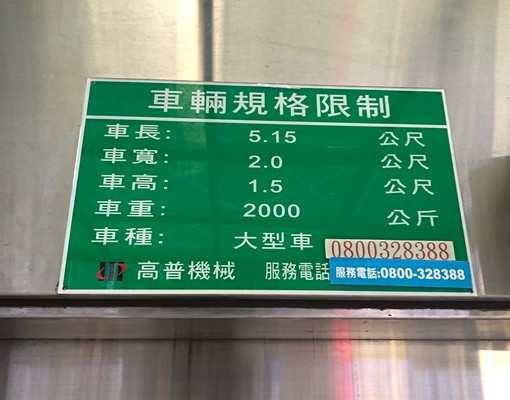 車輛規格限制
車長: 5.15 公尺
車寬: 2.0 公尺
車高: 1.5 公尺
車重: 2000 公斤
車種: 大型車 0800328388
高普機械 服務電話 服務電話:0800-328388